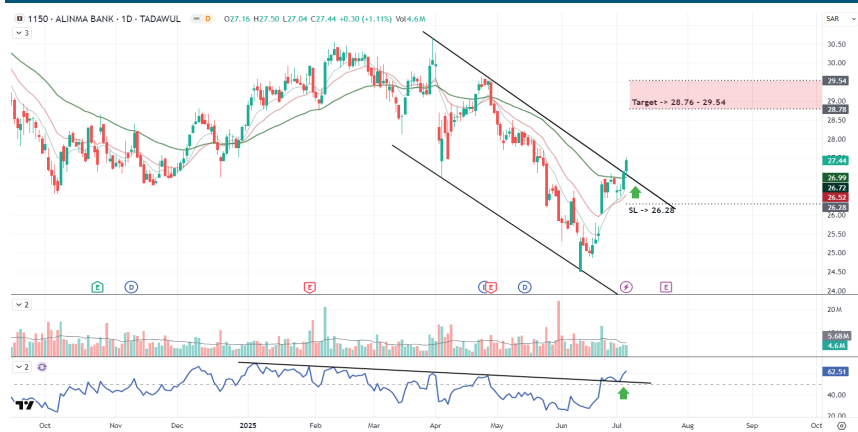 1150 · ALINMA BANK · 1D · TADAWUL D O27.16 H27.50 L27.04 C27.44 +0.30 (+1.11%) Vol4.6M
SAR
3
30.50
30.00
29.54
29.00
28.78
28.50
28.00
27.44
26.99
26.72
26.52
26.28
26.00
25.50
25.00
24.50
24.00
Target -> 28.76 - 29.54
SL -> 26.28
E D E E D E
2
20M
5.68M
4.6M
2
62.51
40.00
20.00
Oct Nov Dec 2025 Feb Mar Apr May Jun Jul Aug Sep Oct